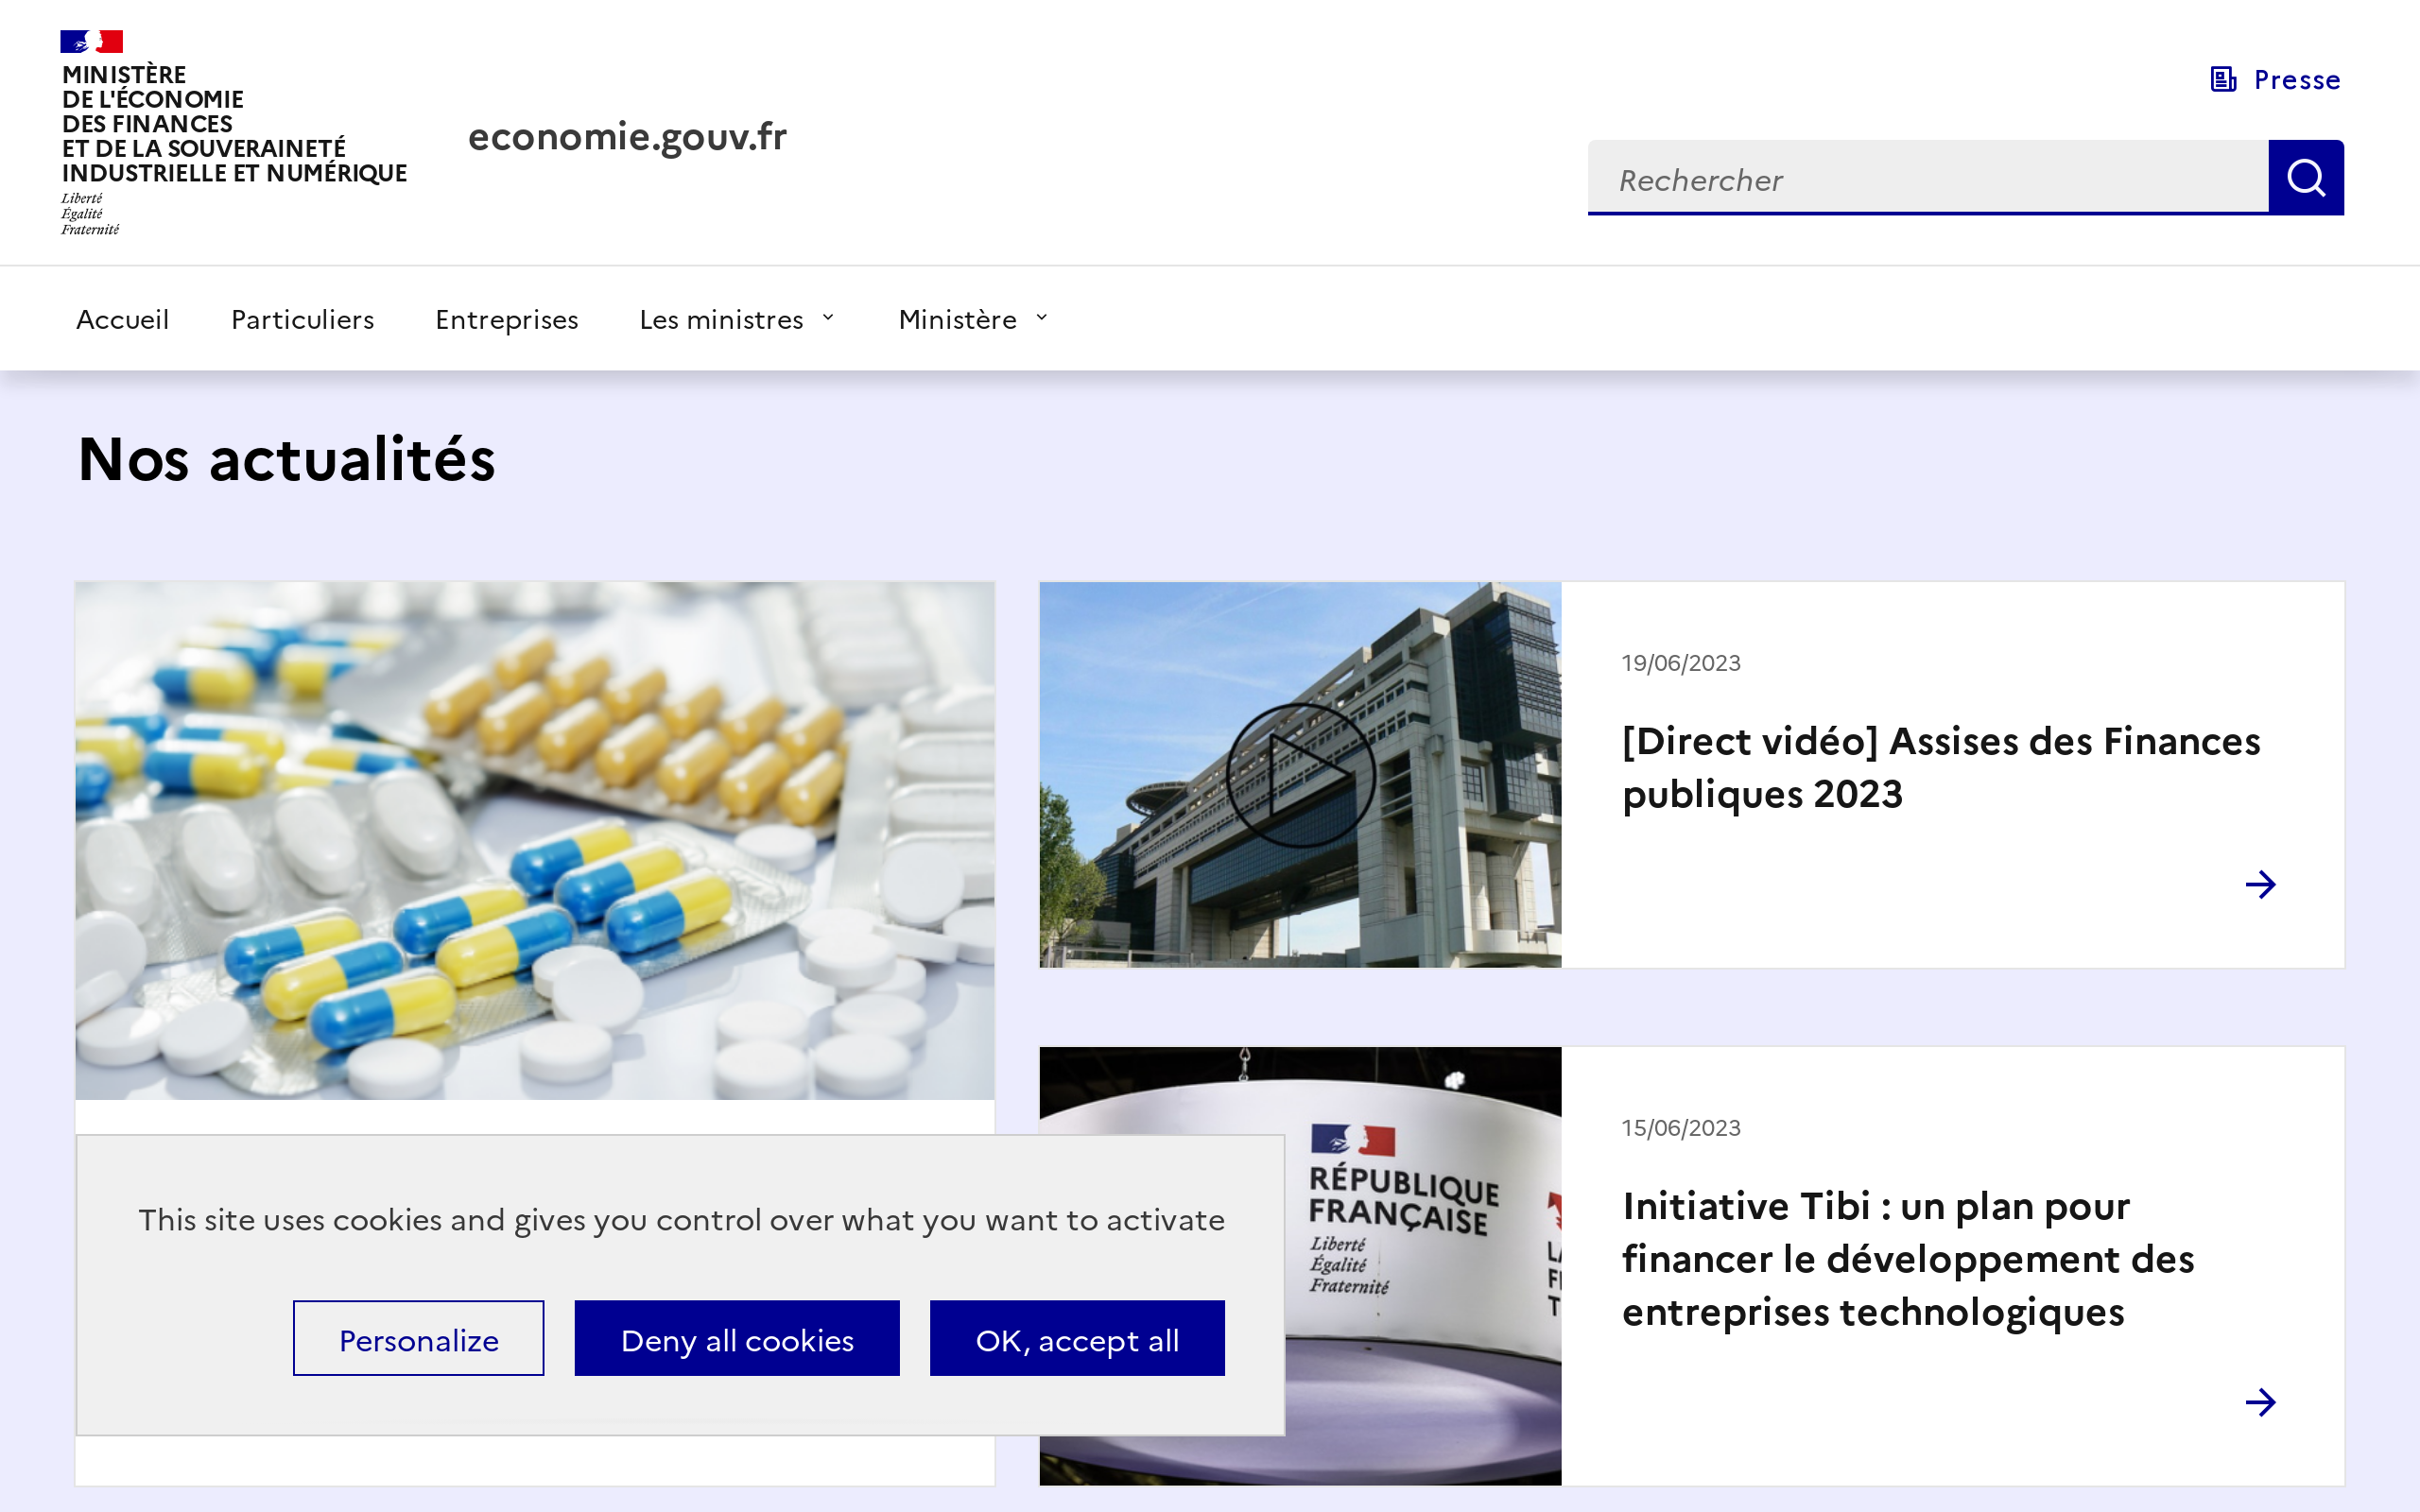 MINISTÈRE
DE L'ÉCONOMIE
DES FINANCES
ET DE LA SOUVERAINETÉ
INDUSTRIELLE ET NUMÉRIQUE
Liberté
Égalité
Fraternité
economie.gouv.fr
Presse
Rechercher
Accueil
Particuliers
Entreprises
Les ministres
Ministère
Nos actualités
19/06/2023
[Direct vidéo] Assises des Finances
publiques 2023
RÉPUBLIQUE
FRANÇAISE
Liberté
Égalité
Fraternité
15/06/2023
Initiative Tibi : un plan pour
financer le développement des
entreprises technologiques
This site uses cookies and gives you control over what you want to activate
Personalize
Deny all cookies
OK, accept all